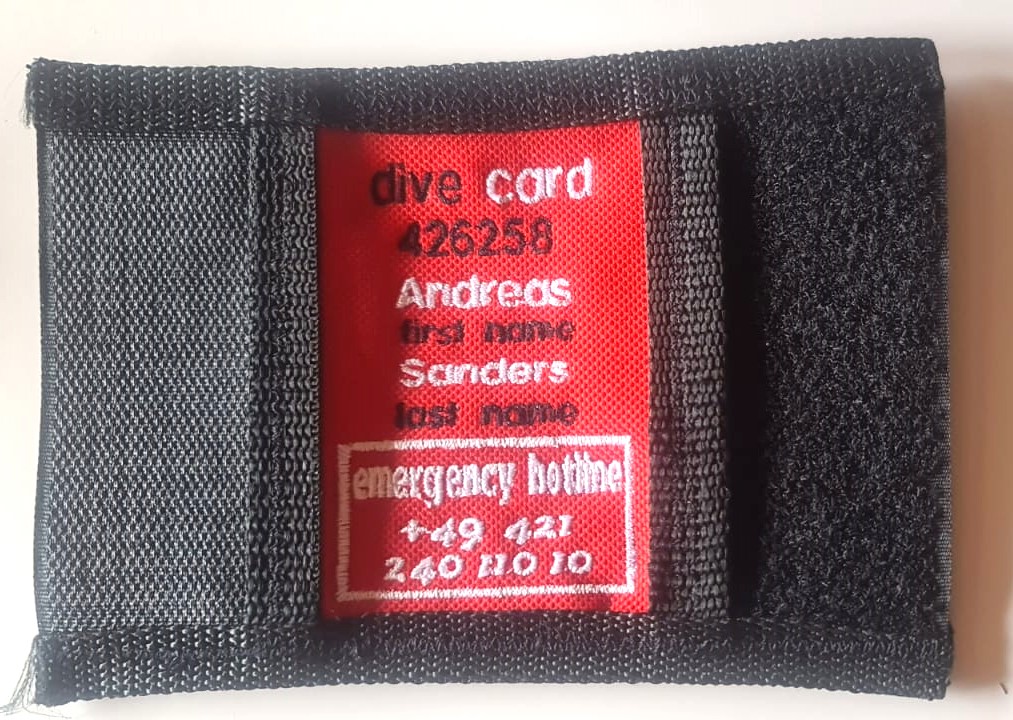 dive card
426258
Andreas
first name
Sanders
last name
emergency hotline
+49 421
240 110 10